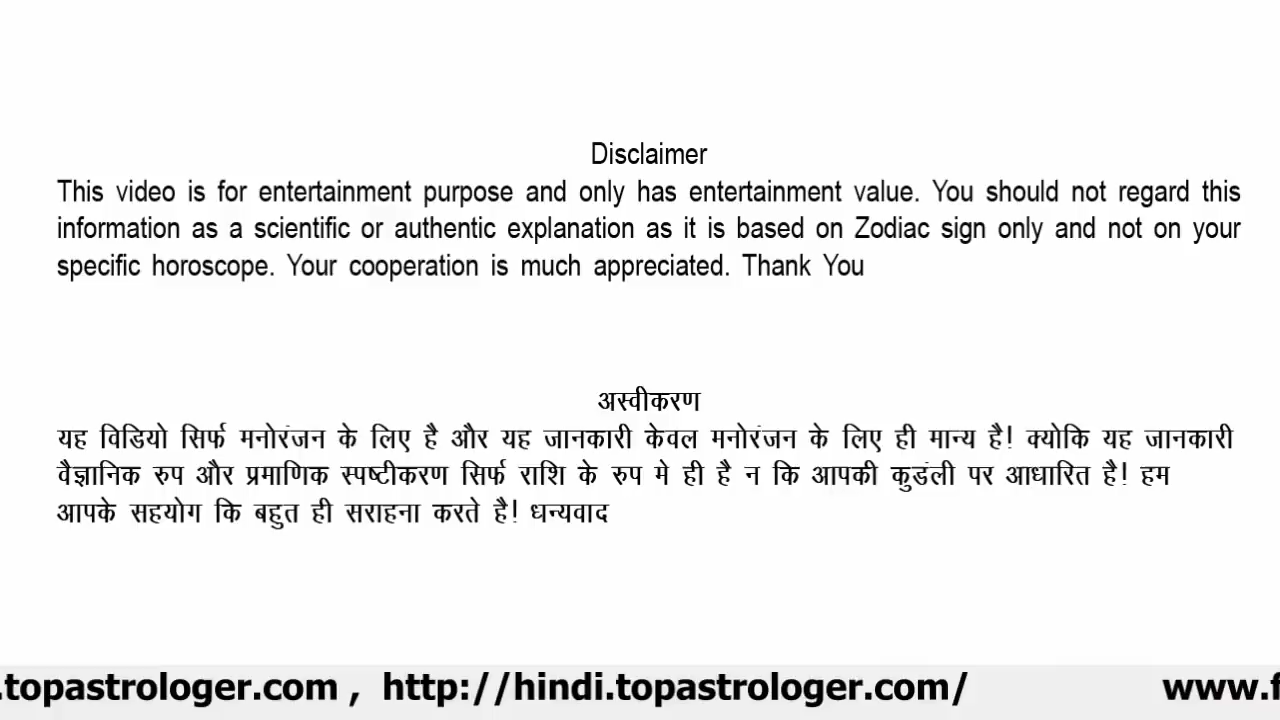 Disclaimer
This video is for entertainment purpose and only has entertainment value. You should not regard this
information as a scientific or authentic explanation as it is based on Zodiac sign only and not on your
specific horoscope. Your cooperation is much appreciated. Thank You
अस्वीकरण
यह विडियो सिर्फ मनोरंजन के लिए है और यह जानकारी केवल मनोरंजन के लिए ही मान्य है! क्योकि यह जानकारी
वैज्ञानिक रुप और प्रमाणिक स्पष्टीकरण सिर्फ राशि के रुप मे ही है न कि आपकी कुडंली पर आधारित है! हम
आपके सहयोग कि बहुत ही सराहना करते है! धन्यवाद
.topastrologer.com , http://hindi.topastrologer.com/ www.f